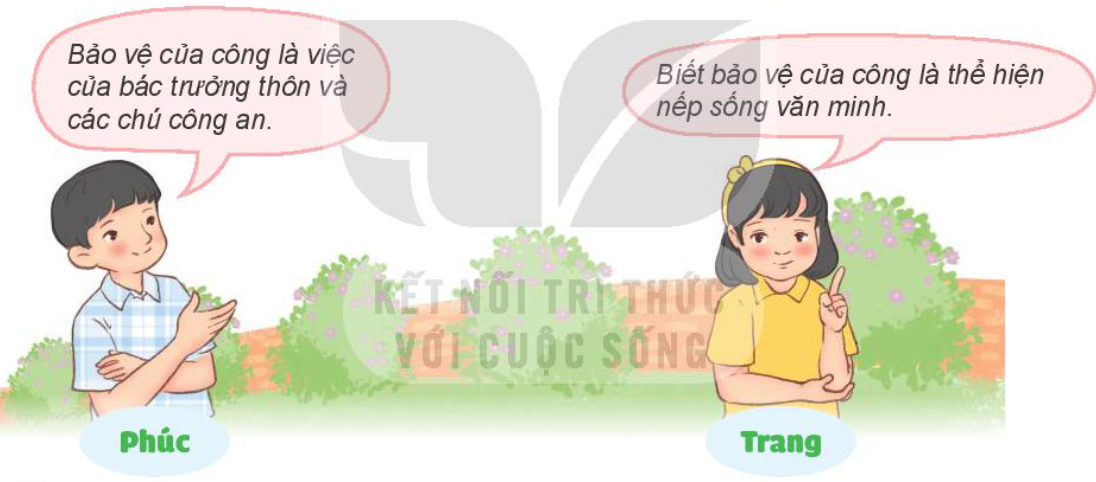 Bảo vệ của công là việc
của bác trưởng thôn và
các chú công an.
Biết bảo vệ của công là thể hiện
nếp sống văn minh.
KẾT NỐI TRI THỨC
VỚI CUỘC SỐNG
Phúc
Trang